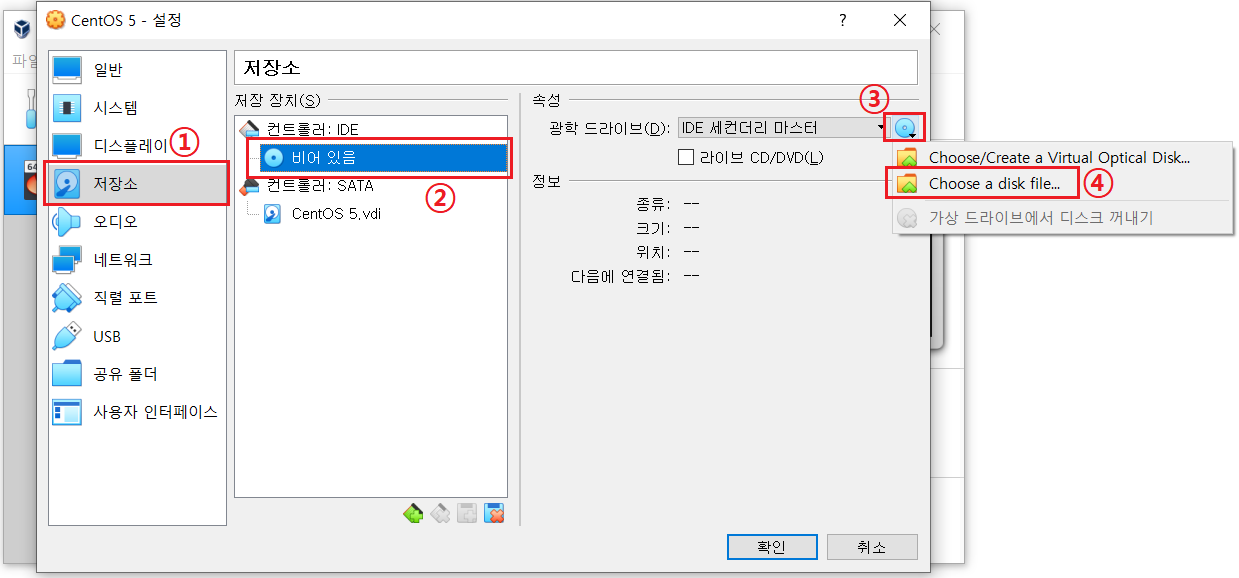 CentOS 5 - 설정
?
파일
일반
시스템
디스플레이
①
저장소
오디오
네트워크
직렬 포트
USB
공유 폴더
사용자 인터페이스
64
저장소
저장 장치(S)
컨트롤러: IDE
비어 있음
②
컨트롤러: SATA
CentOS 5.vdi
속성
③
광학 드라이브(D):
IDE 세컨더리 마스터
라이브 CD/DVD(L)
정보
종류: --
크기: --
위치: --
다음에 연결됨: --
Choose/Create a Virtual Optical Disk...
Choose a disk file...
④
가상 드라이브에서 디스크 꺼내기
확인
취소